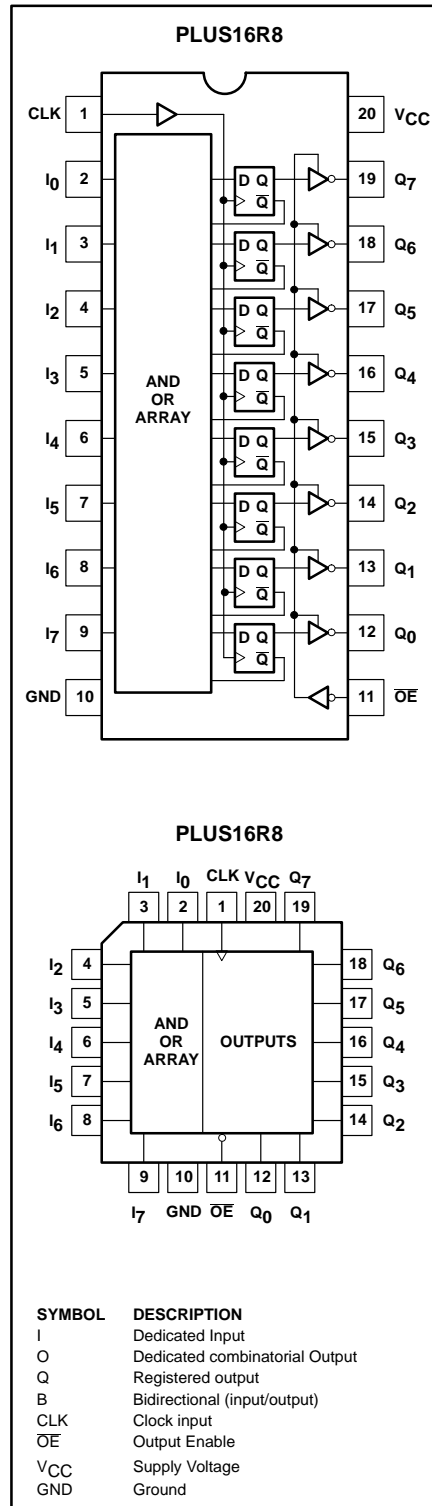 PLUS16R8
CLK 1 20 VCC
I0 2 D Q Q̅ 19 Q7
I1 3 D Q Q̅ 18 Q6
I2 4 D Q Q̅ 17 Q5
I3 5 D Q Q̅ 16 Q4
AND
OR
ARRAY
I4 6 D Q Q̅ 15 Q3
I5 7 D Q Q̅ 14 Q2
I6 8 D Q Q̅ 13 Q1
I7 9 D Q Q̅ 12 Q0
GND 10 11 O̅E̅
PLUS16R8
I1 I0 CLK VCC Q7
3 2 1 20 19
I2 4 18 Q6
I3 5 17 Q5
I4 6 16 Q4
I5 7 15 Q3
I6 8 14 Q2
AND
OR
ARRAY
OUTPUTS
9 10 11 12 13
I7 GND O̅E̅ Q0 Q1
SYMBOL DESCRIPTION
I Dedicated Input
O Dedicated combinatorial Output
Q Registered output
B Bidirectional (input/output)
CLK Clock input
O̅E̅ Output Enable
VCC Supply Voltage
GND Ground